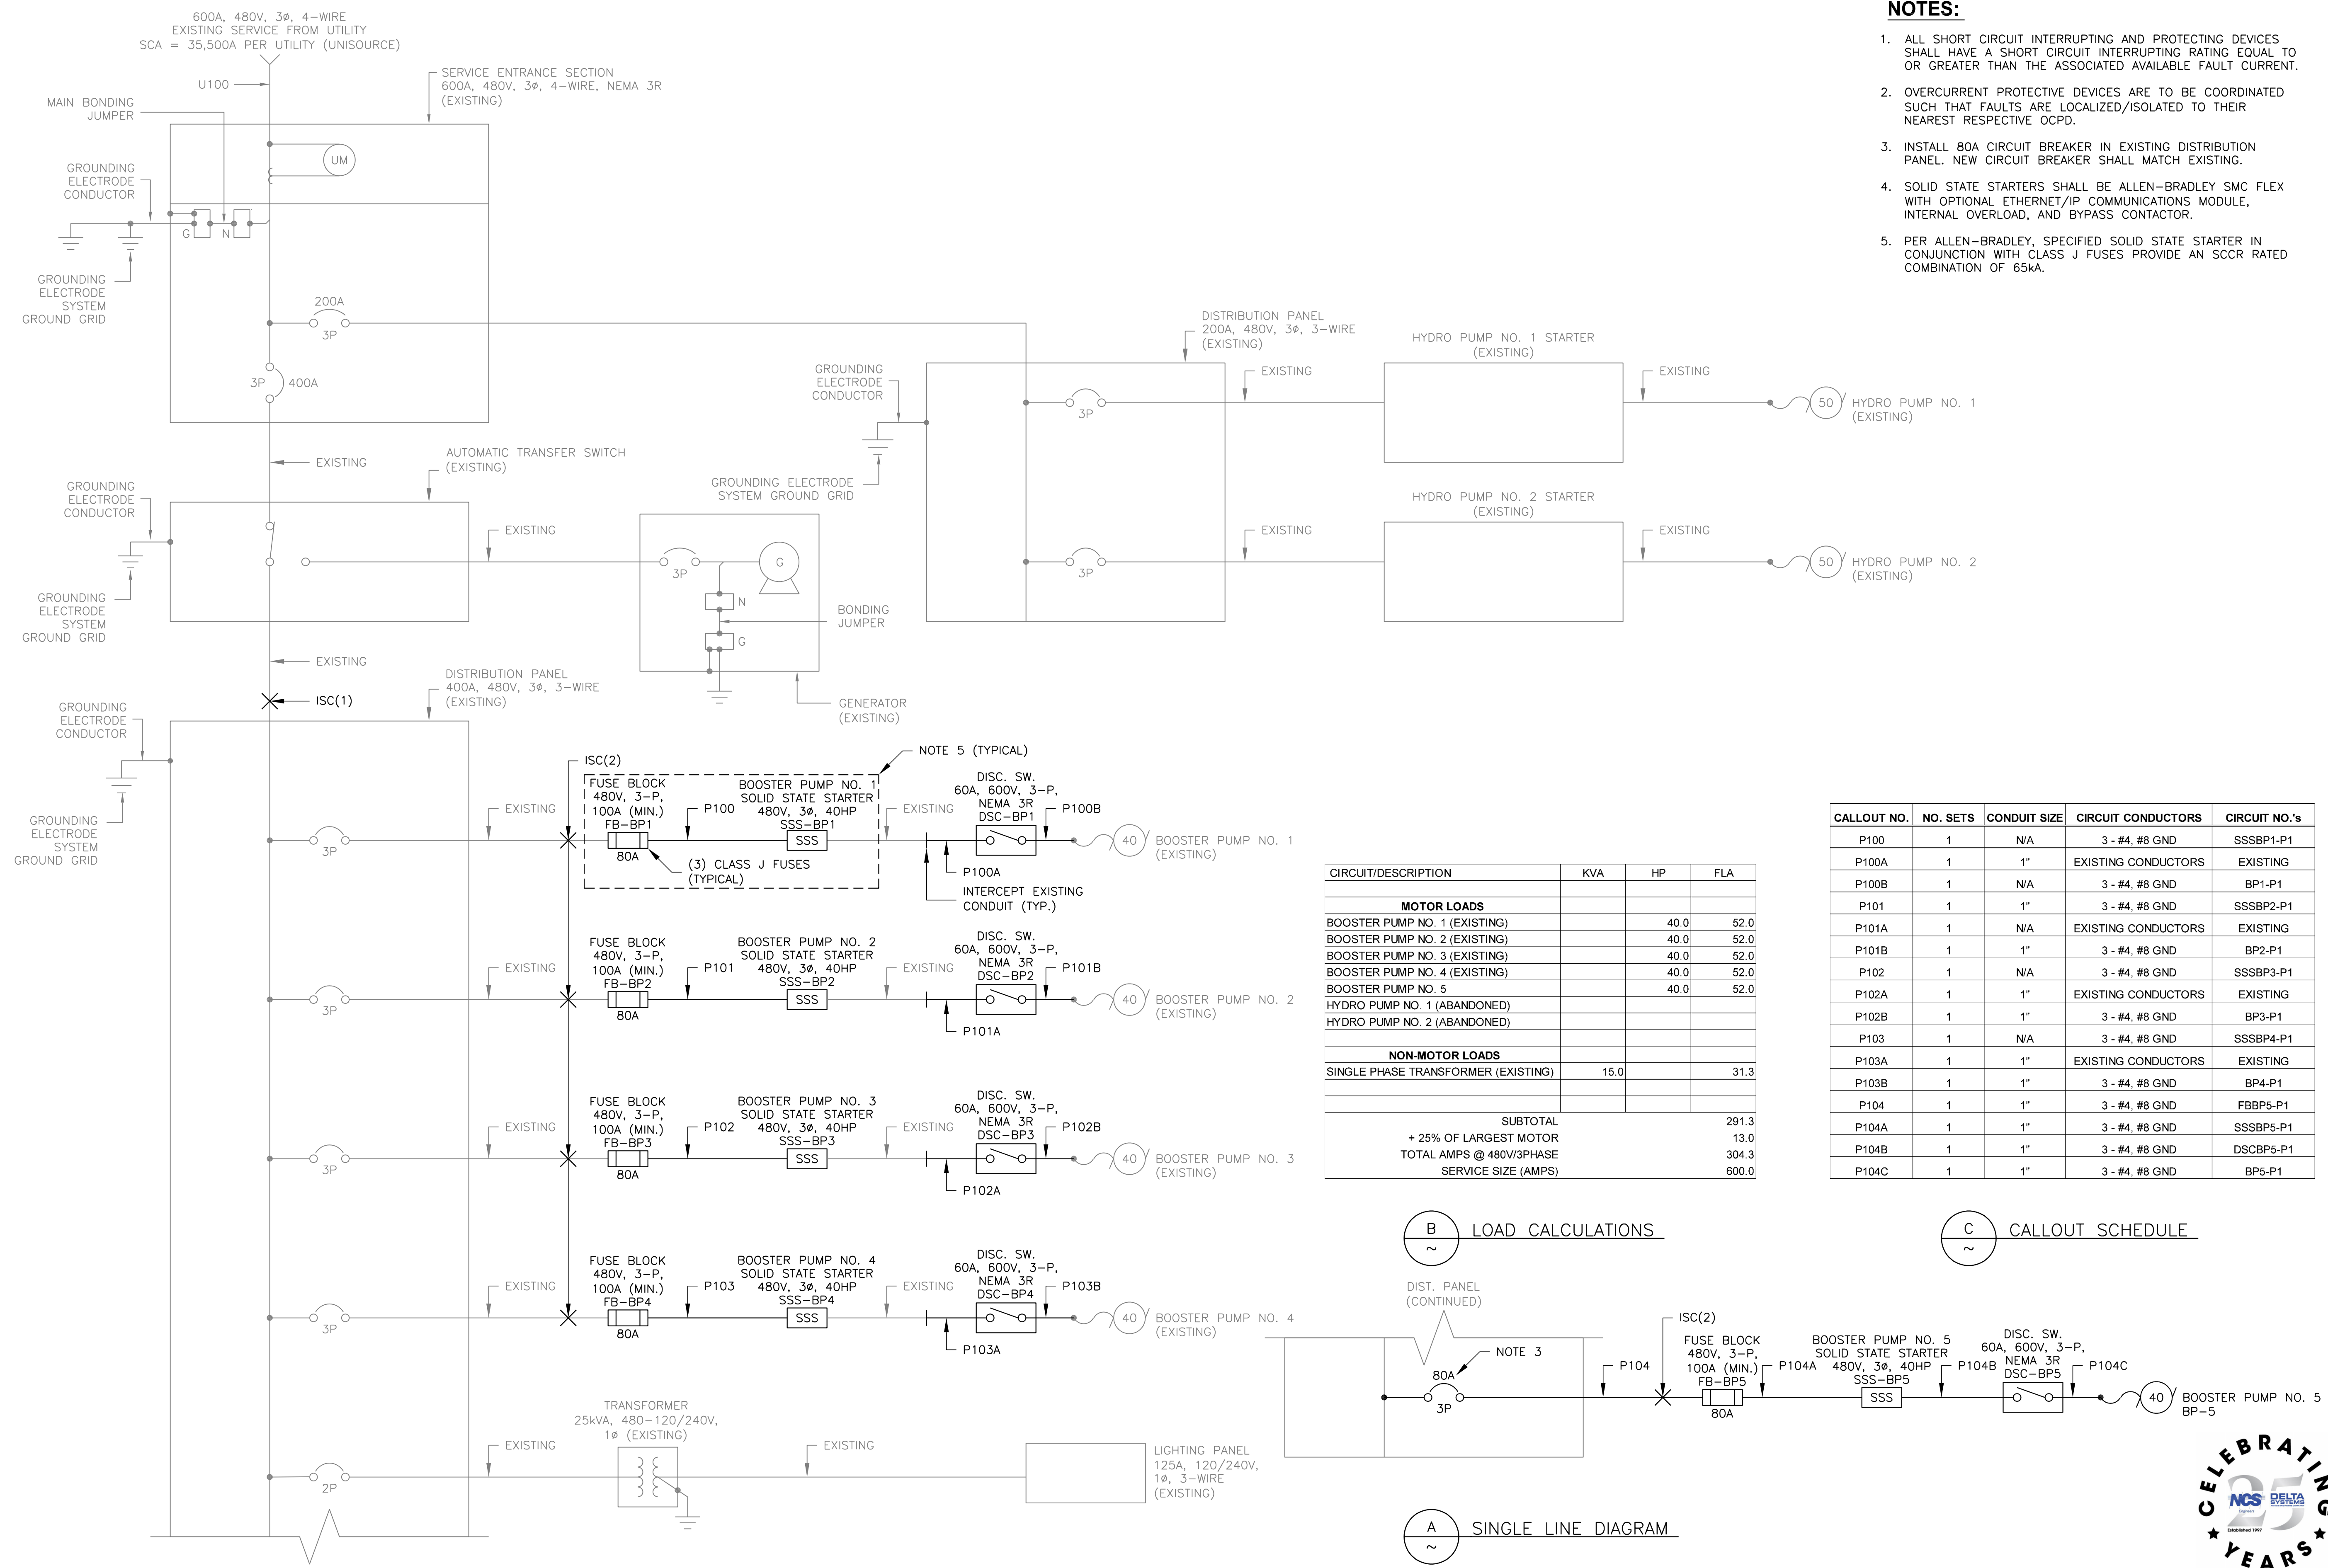 600A, 480V, 3ø, 4-WIRE
EXISTING SERVICE FROM UTILITY
SCA = 35,500A PER UTILITY (UNISOURCE)
U100
MAIN BONDING
JUMPER
SERVICE ENTRANCE SECTION
600A, 480V, 3ø, 4-WIRE, NEMA 3R
(EXISTING)
UM
GROUNDING
ELECTRODE
CONDUCTOR
G
N
GROUNDING
ELECTRODE
SYSTEM
GROUND GRID
200A
3P
3P
400A
EXISTING
AUTOMATIC TRANSFER SWITCH
(EXISTING)
GROUNDING
ELECTRODE
CONDUCTOR
GROUNDING
ELECTRODE
SYSTEM
GROUND GRID
EXISTING
3P
G
N
G
BONDING
JUMPER
GENERATOR
(EXISTING)
DISTRIBUTION PANEL
200A, 480V, 3ø, 3-WIRE
(EXISTING)
GROUNDING
ELECTRODE
CONDUCTOR
GROUNDING ELECTRODE
SYSTEM GROUND GRID
3P
EXISTING
HYDRO PUMP NO. 1 STARTER
(EXISTING)
EXISTING
50
HYDRO PUMP NO. 1
(EXISTING)
3P
EXISTING
HYDRO PUMP NO. 2 STARTER
(EXISTING)
EXISTING
50
HYDRO PUMP NO. 2
(EXISTING)
NOTES:
1. ALL SHORT CIRCUIT INTERRUPTING AND PROTECTING DEVICES
SHALL HAVE A SHORT CIRCUIT INTERRUPTING RATING EQUAL TO
OR GREATER THAN THE ASSOCIATED AVAILABLE FAULT CURRENT.
2. OVERCURRENT PROTECTIVE DEVICES ARE TO BE COORDINATED
SUCH THAT FAULTS ARE LOCALIZED/ISOLATED TO THEIR
NEAREST RESPECTIVE OCPD.
3. INSTALL 80A CIRCUIT BREAKER IN EXISTING DISTRIBUTION
PANEL. NEW CIRCUIT BREAKER SHALL MATCH EXISTING.
4. SOLID STATE STARTERS SHALL BE ALLEN-BRADLEY SMC FLEX
WITH OPTIONAL ETHERNET/IP COMMUNICATIONS MODULE,
INTERNAL OVERLOAD, AND BYPASS CONTACTOR.
5. PER ALLEN-BRADLEY, SPECIFIED SOLID STATE STARTER IN
CONJUNCTION WITH CLASS J FUSES PROVIDE AN SCCR RATED
COMBINATION OF 65kA.
EXISTING
ISC(1)
DISTRIBUTION PANEL
400A, 480V, 3ø, 3-WIRE
(EXISTING)
GROUNDING
ELECTRODE
CONDUCTOR
GROUNDING
ELECTRODE
SYSTEM
GROUND GRID
ISC(2)
NOTE 5 (TYPICAL)
3P
EXISTING
FUSE BLOCK
480V, 3-P,
100A (MIN.)
FB-BP1
80A
P100
BOOSTER PUMP NO. 1
SOLID STATE STARTER
480V, 3ø, 40HP
SSS-BP1
SSS
(3) CLASS J FUSES
(TYPICAL)
EXISTING
DISC. SW.
60A, 600V, 3-P,
NEMA 3R
DSC-BP1
P100B
P100A
INTERCEPT EXISTING
CONDUIT (TYP.)
40
BOOSTER PUMP NO. 1
(EXISTING)
3P
EXISTING
FUSE BLOCK
480V, 3-P,
100A (MIN.)
FB-BP2
80A
P101
BOOSTER PUMP NO. 2
SOLID STATE STARTER
480V, 3ø, 40HP
SSS-BP2
SSS
EXISTING
DISC. SW.
60A, 600V, 3-P,
NEMA 3R
DSC-BP2
P101B
P101A
40
BOOSTER PUMP NO. 2
(EXISTING)
3P
EXISTING
FUSE BLOCK
480V, 3-P,
100A (MIN.)
FB-BP3
80A
P102
BOOSTER PUMP NO. 3
SOLID STATE STARTER
480V, 3ø, 40HP
SSS-BP3
SSS
EXISTING
DISC. SW.
60A, 600V, 3-P,
NEMA 3R
DSC-BP3
P102B
P102A
40
BOOSTER PUMP NO. 3
(EXISTING)
3P
EXISTING
FUSE BLOCK
480V, 3-P,
100A (MIN.)
FB-BP4
80A
P103
BOOSTER PUMP NO. 4
SOLID STATE STARTER
480V, 3ø, 40HP
SSS-BP4
SSS
EXISTING
DISC. SW.
60A, 600V, 3-P,
NEMA 3R
DSC-BP4
P103B
P103A
40
BOOSTER PUMP NO. 4
(EXISTING)
2P
EXISTING
TRANSFORMER
25kVA, 480-120/240V,
1ø (EXISTING)
EXISTING
LIGHTING PANEL
125A, 120/240V,
1ø, 3-WIRE
(EXISTING)
CIRCUIT/DESCRIPTION KVA HP FLA
MOTOR LOADS
BOOSTER PUMP NO. 1 (EXISTING) 40.0 52.0
BOOSTER PUMP NO. 2 (EXISTING) 40.0 52.0
BOOSTER PUMP NO. 3 (EXISTING) 40.0 52.0
BOOSTER PUMP NO. 4 (EXISTING) 40.0 52.0
BOOSTER PUMP NO. 5 40.0 52.0
HYDRO PUMP NO. 1 (ABANDONED)
HYDRO PUMP NO. 2 (ABANDONED)
NON-MOTOR LOADS
SINGLE PHASE TRANSFORMER (EXISTING) 15.0 31.3
SUBTOTAL 291.3
+ 25% OF LARGEST MOTOR 13.0
TOTAL AMPS @ 480V/3PHASE 304.3
SERVICE SIZE (AMPS) 600.0
B
~
LOAD CALCULATIONS
CALLOUT NO. NO. SETS CONDUIT SIZE CIRCUIT CONDUCTORS CIRCUIT NO.'s
P100 1 N/A 3 - #4, #8 GND SSSBP1-P1
P100A 1 1" EXISTING CONDUCTORS EXISTING
P100B 1 N/A 3 - #4, #8 GND BP1-P1
P101 1 1" 3 - #4, #8 GND SSSBP2-P1
P101A 1 N/A EXISTING CONDUCTORS EXISTING
P101B 1 1" 3 - #4, #8 GND BP2-P1
P102 1 N/A 3 - #4, #8 GND SSSBP3-P1
P102A 1 1" EXISTING CONDUCTORS EXISTING
P102B 1 1" 3 - #4, #8 GND BP3-P1
P103 1 N/A 3 - #4, #8 GND SSSBP4-P1
P103A 1 1" EXISTING CONDUCTORS EXISTING
P103B 1 1" 3 - #4, #8 GND BP4-P1
P104 1 1" 3 - #4, #8 GND FBBP5-P1
P104A 1 1" 3 - #4, #8 GND SSSBP5-P1
P104B 1 1" 3 - #4, #8 GND DSCBP5-P1
P104C 1 1" 3 - #4, #8 GND BP5-P1
C
~
CALLOUT SCHEDULE
DIST. PANEL
(CONTINUED)
80A
3P
NOTE 3
P104
ISC(2)
FUSE BLOCK
480V, 3-P,
100A (MIN.)
FB-BP5
80A
P104A
BOOSTER PUMP NO. 5
SOLID STATE STARTER
480V, 3ø, 40HP
SSS-BP5
SSS
P104B
DISC. SW.
60A, 600V, 3-P,
NEMA 3R
DSC-BP5
P104C
40
BOOSTER PUMP NO. 5
BP-5
A
~
SINGLE LINE DIAGRAM
CELEBRATING
25
NCS
Engineers
DELTA
SYSTEMS
Established 1997
YEARS